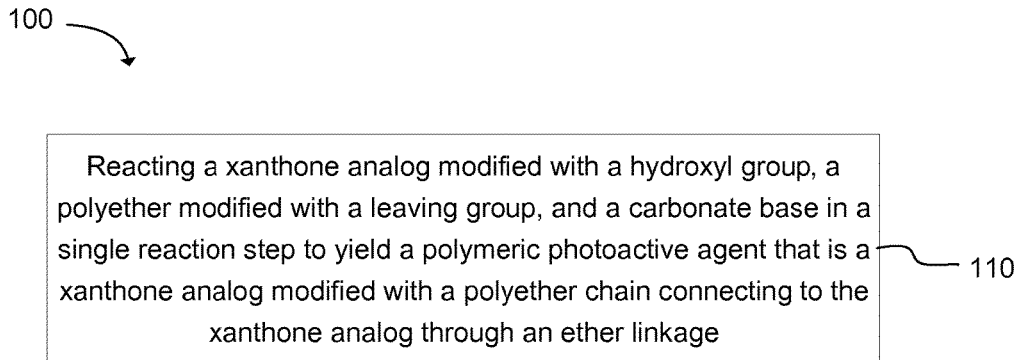 100
Reacting a xanthone analog modified with a hydroxyl group, a
polyether modified with a leaving group, and a carbonate base in a
single reaction step to yield a polymeric photoactive agent that is a
xanthone analog modified with a polyether chain connecting to the
xanthone analog through an ether linkage
110